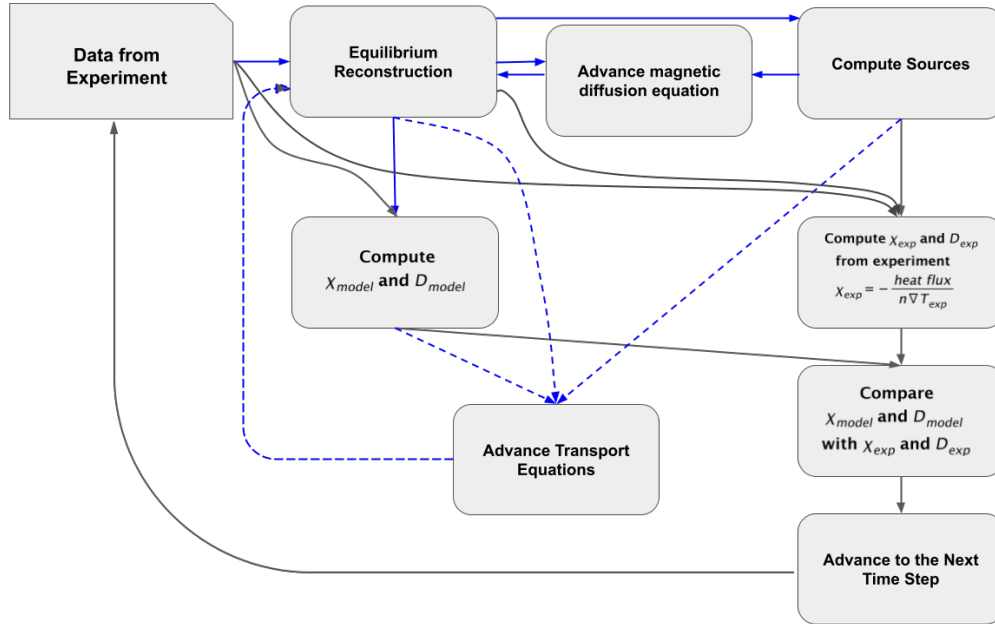 Data from
Experiment
Equilibrium
Reconstruction
Advance magnetic
diffusion equation
Compute Sources
Compute
χmodel and Dmodel
Compute χexp and Dexp
from experiment
χexp = − heat flux / n ∇ Texp
Compare
χmodel and Dmodel
with χexp and Dexp
Advance Transport
Equations
Advance to the Next
Time Step